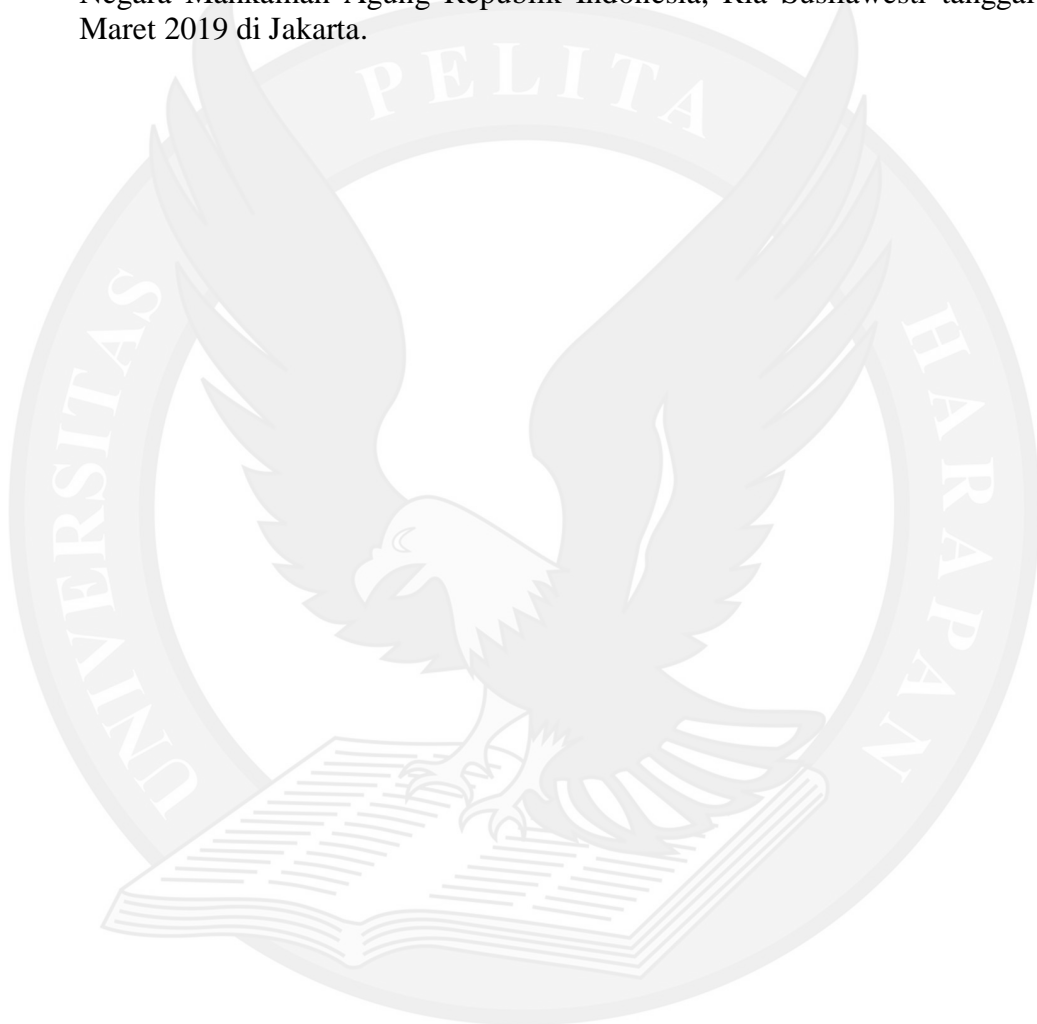 Negara Mahkamah Agung Republik Indonesia, Ria Susilawesti tanggal
Maret 2019 di Jakarta.
PELITA
UNIVERSITAS
HARAPAN